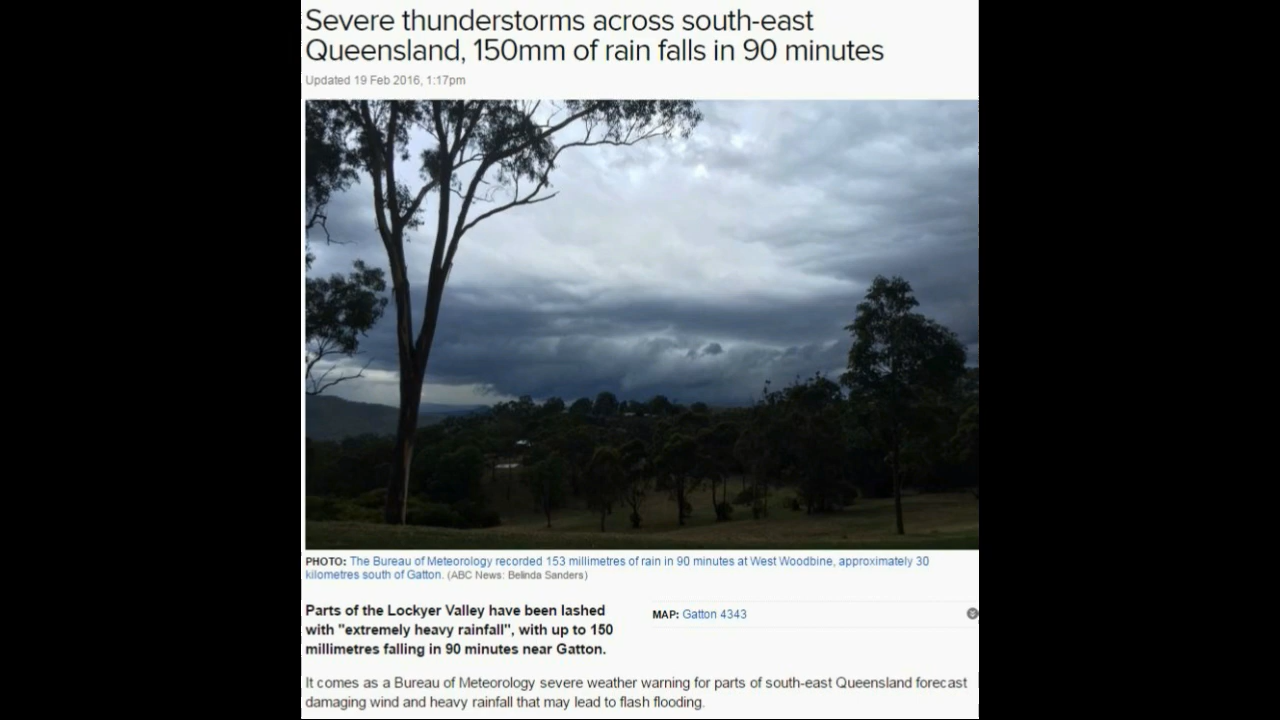 Severe thunderstorms across south-east
Queensland, 150mm of rain falls in 90 minutes
Updated 19 Feb 2016, 1:17pm
PHOTO: The Bureau of Meteorology recorded 153 millimetres of rain in 90 minutes at West Woodbine, approximately 30
kilometres south of Gatton. (ABC News: Belinda Sanders)
Parts of the Lockyer Valley have been lashed
with "extremely heavy rainfall", with up to 150
millimetres falling in 90 minutes near Gatton.
MAP: Gatton 4343
It comes as a Bureau of Meteorology severe weather warning for parts of south-east Queensland forecast
damaging wind and heavy rainfall that may lead to flash flooding.